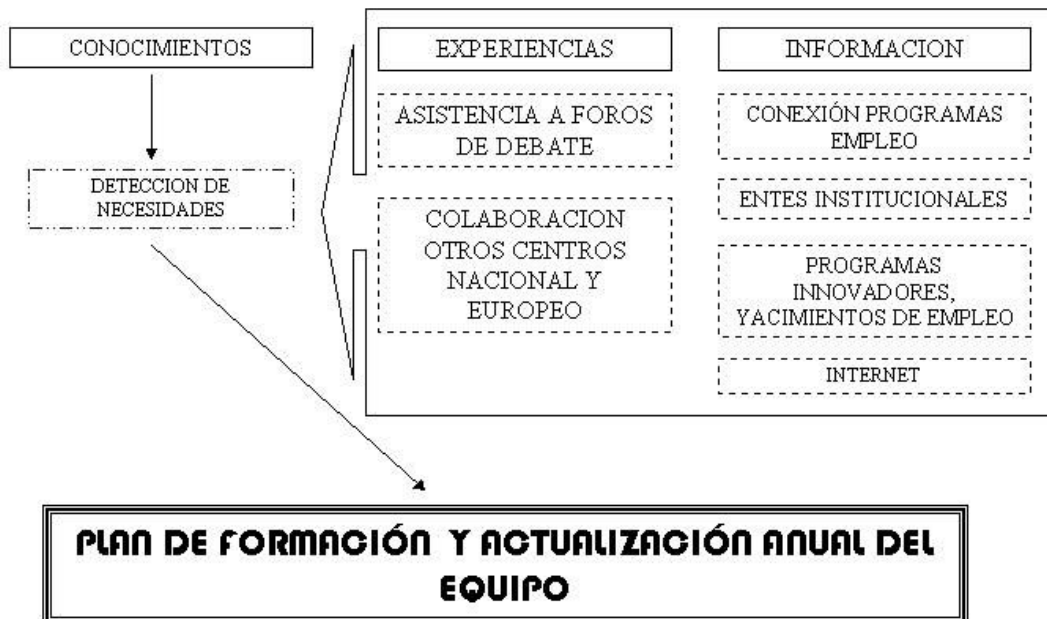 CONOCIMIENTOS
DETECCION DE
NECESIDADES
EXPERIENCIAS
ASISTENCIA A FOROS
DE DEBATE
COLABORACION
OTROS CENTROS
NACIONAL Y
EUROPEO
INFORMACION
CONEXIÓN PROGRAMAS
EMPLEO
ENTES INSTITUCIONALES
PROGRAMAS
INNOVADORES,
YACIMIENTOS DE EMPLEO
INTERNET
PLAN DE FORMACIÓN Y ACTUALIZACIÓN ANUAL DEL
EQUIPO